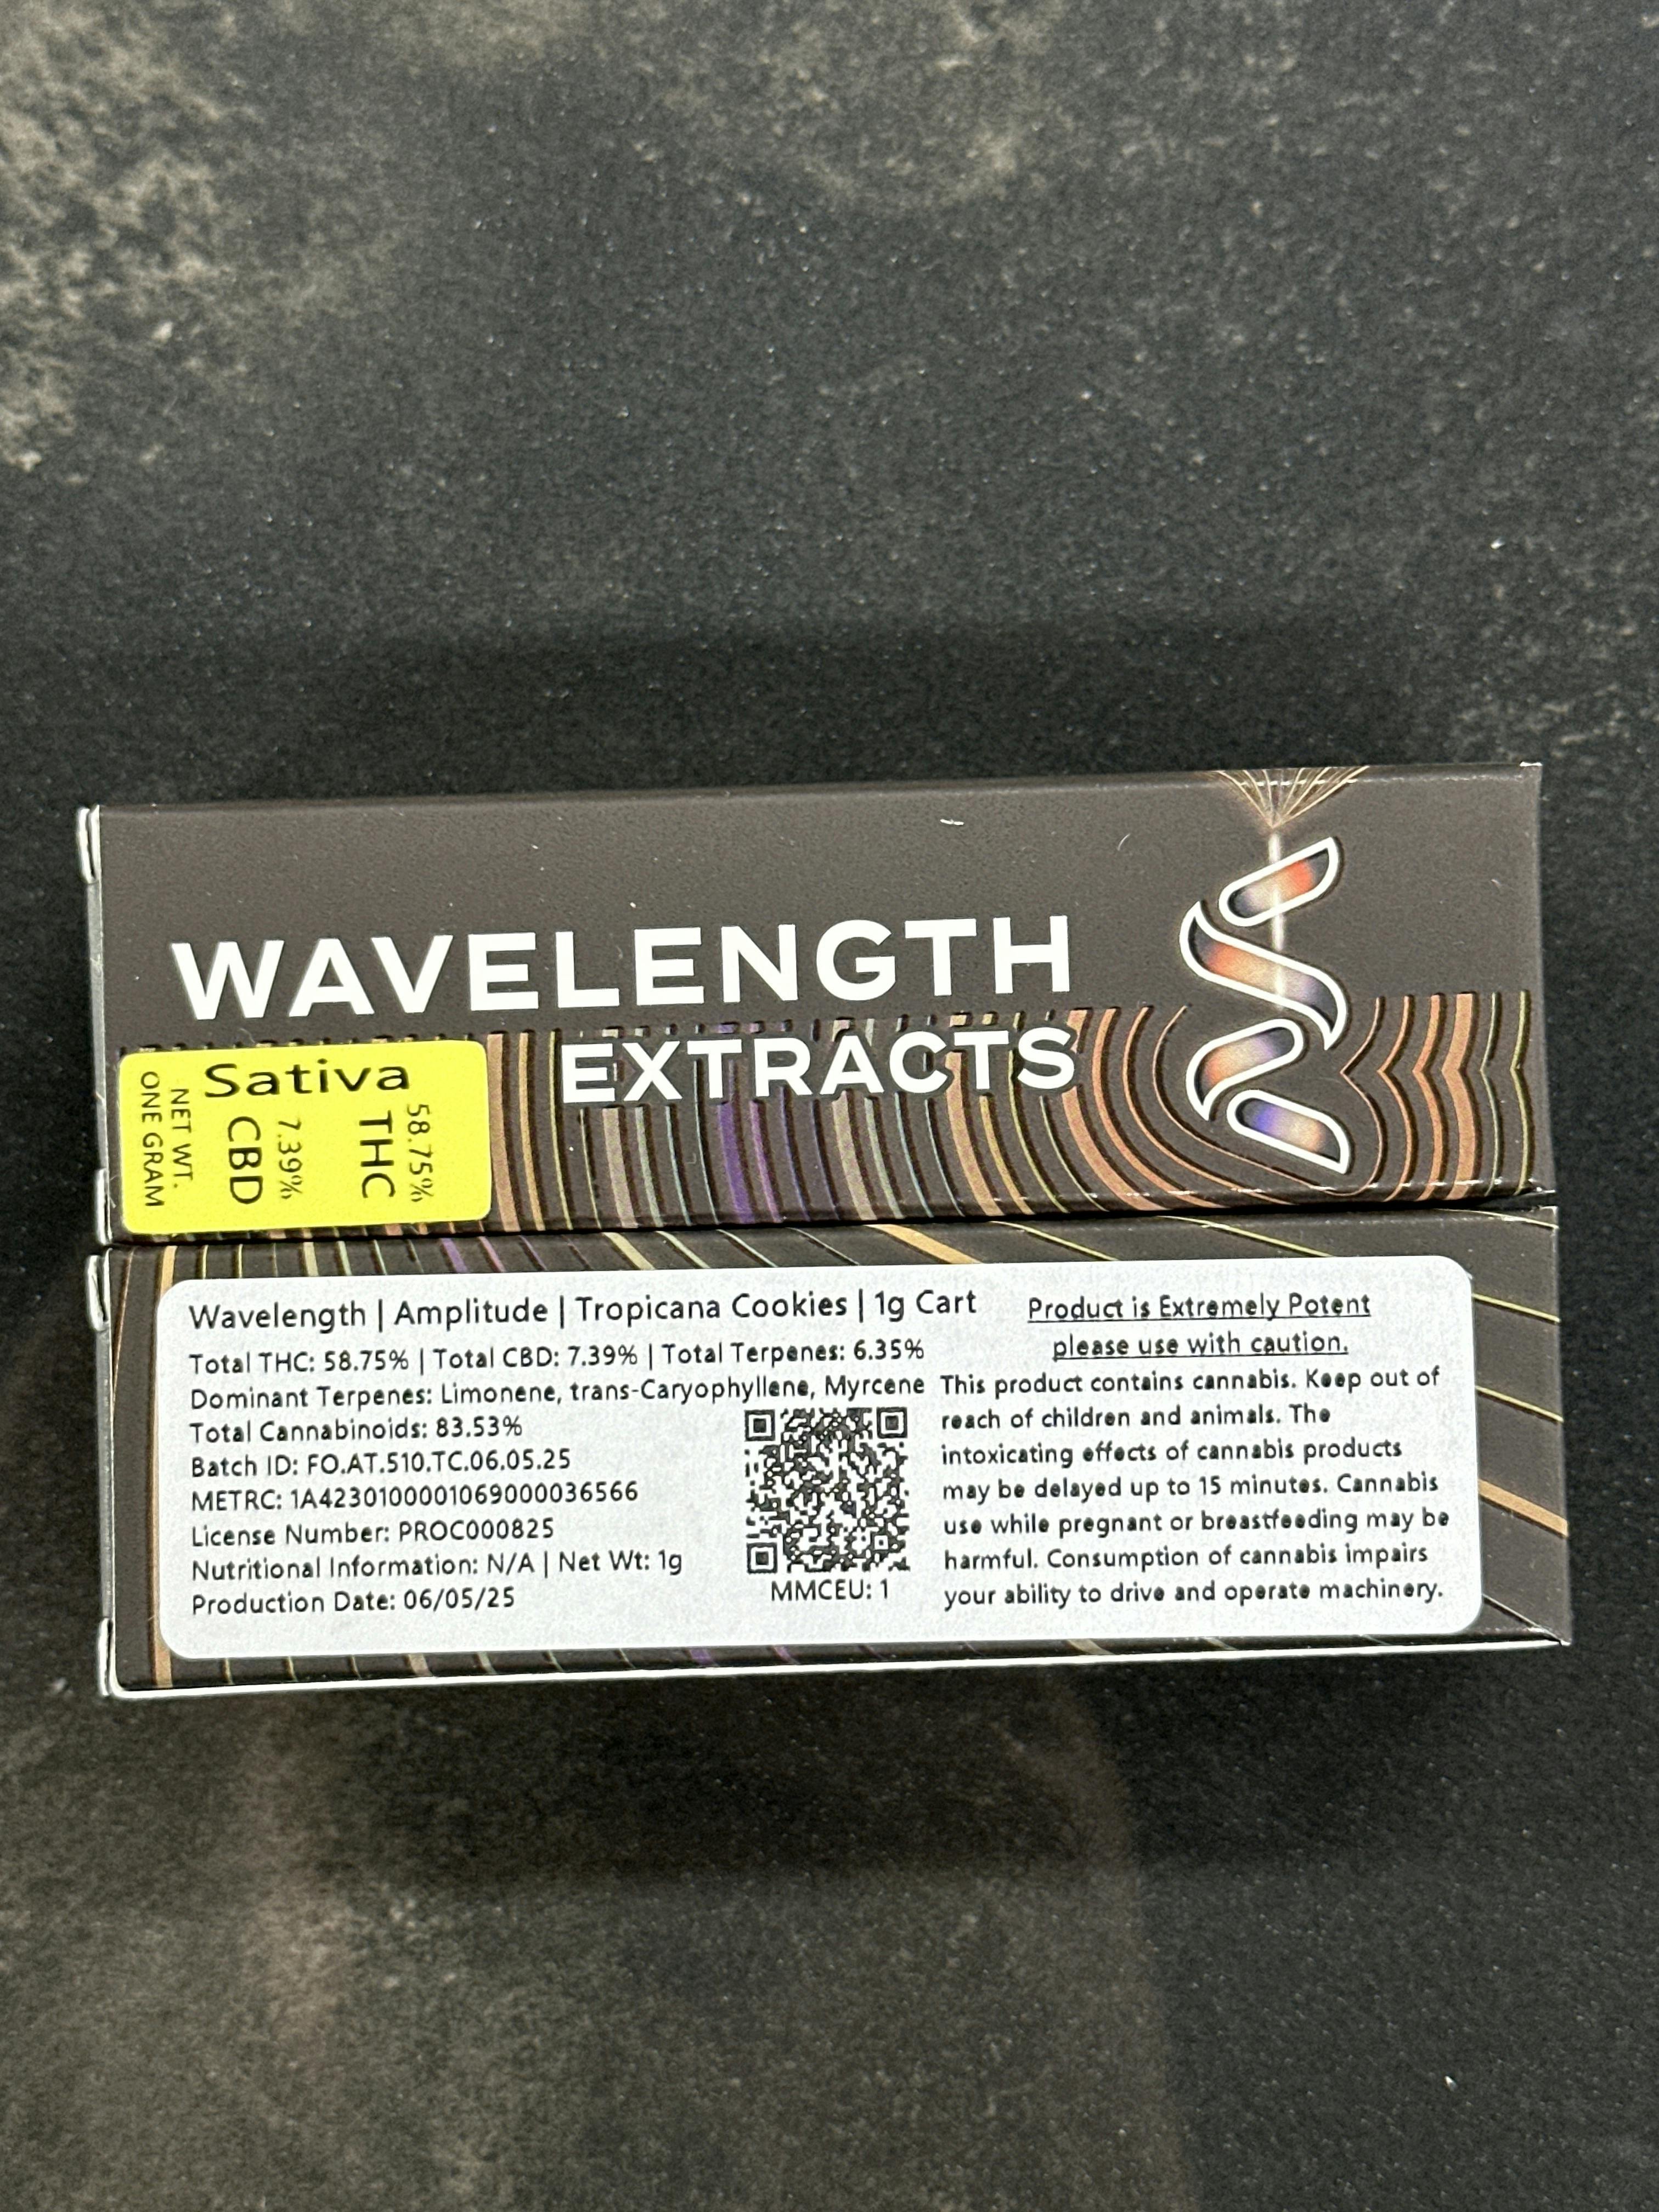 WAVELENGTH
EXTRACTS
Sativa
58.75%
THC
7.39%
CBD
NET WT.
ONE GRAM
Wavelength | Amplitude | Tropicana Cookies | 1g Cart
Total THC: 58.75% | Total CBD: 7.39% | Total Terpenes: 6.35%
Dominant Terpenes: Limonene, trans-Caryophyllene, Myrcene
Total Cannabinoids: 83.53%
Batch ID: FO.AT.510.TC.06.05.25
METRC: 1A4230100001069000036566
License Number: PROC000825
Nutritional Information: N/A | Net Wt: 1g
Production Date: 06/05/25
MMCEU: 1
Product is Extremely Potent
please use with caution.
This product contains cannabis. Keep out of
reach of children and animals. The
intoxicating effects of cannabis products
may be delayed up to 15 minutes. Cannabis
use while pregnant or breastfeeding may be
harmful. Consumption of cannabis impairs
your ability to drive and operate machinery.